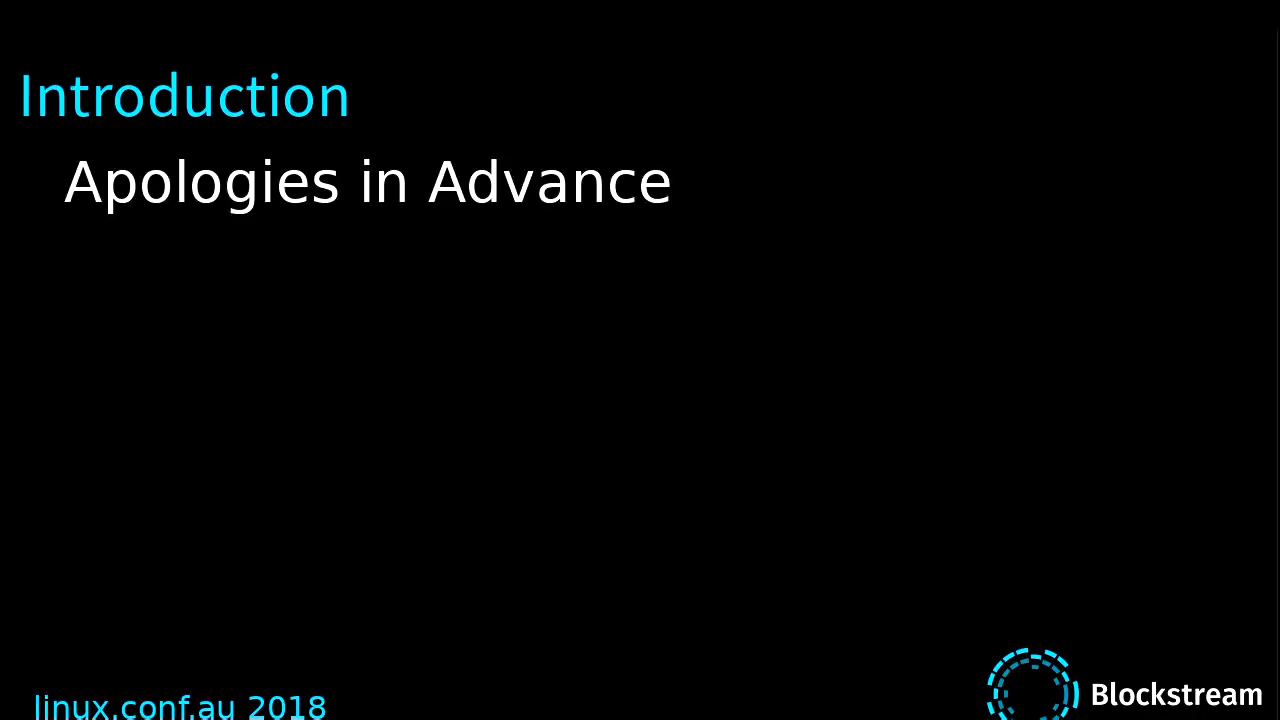 Introduction
Apologies in Advance
linux.conf.au 2018
Blockstream